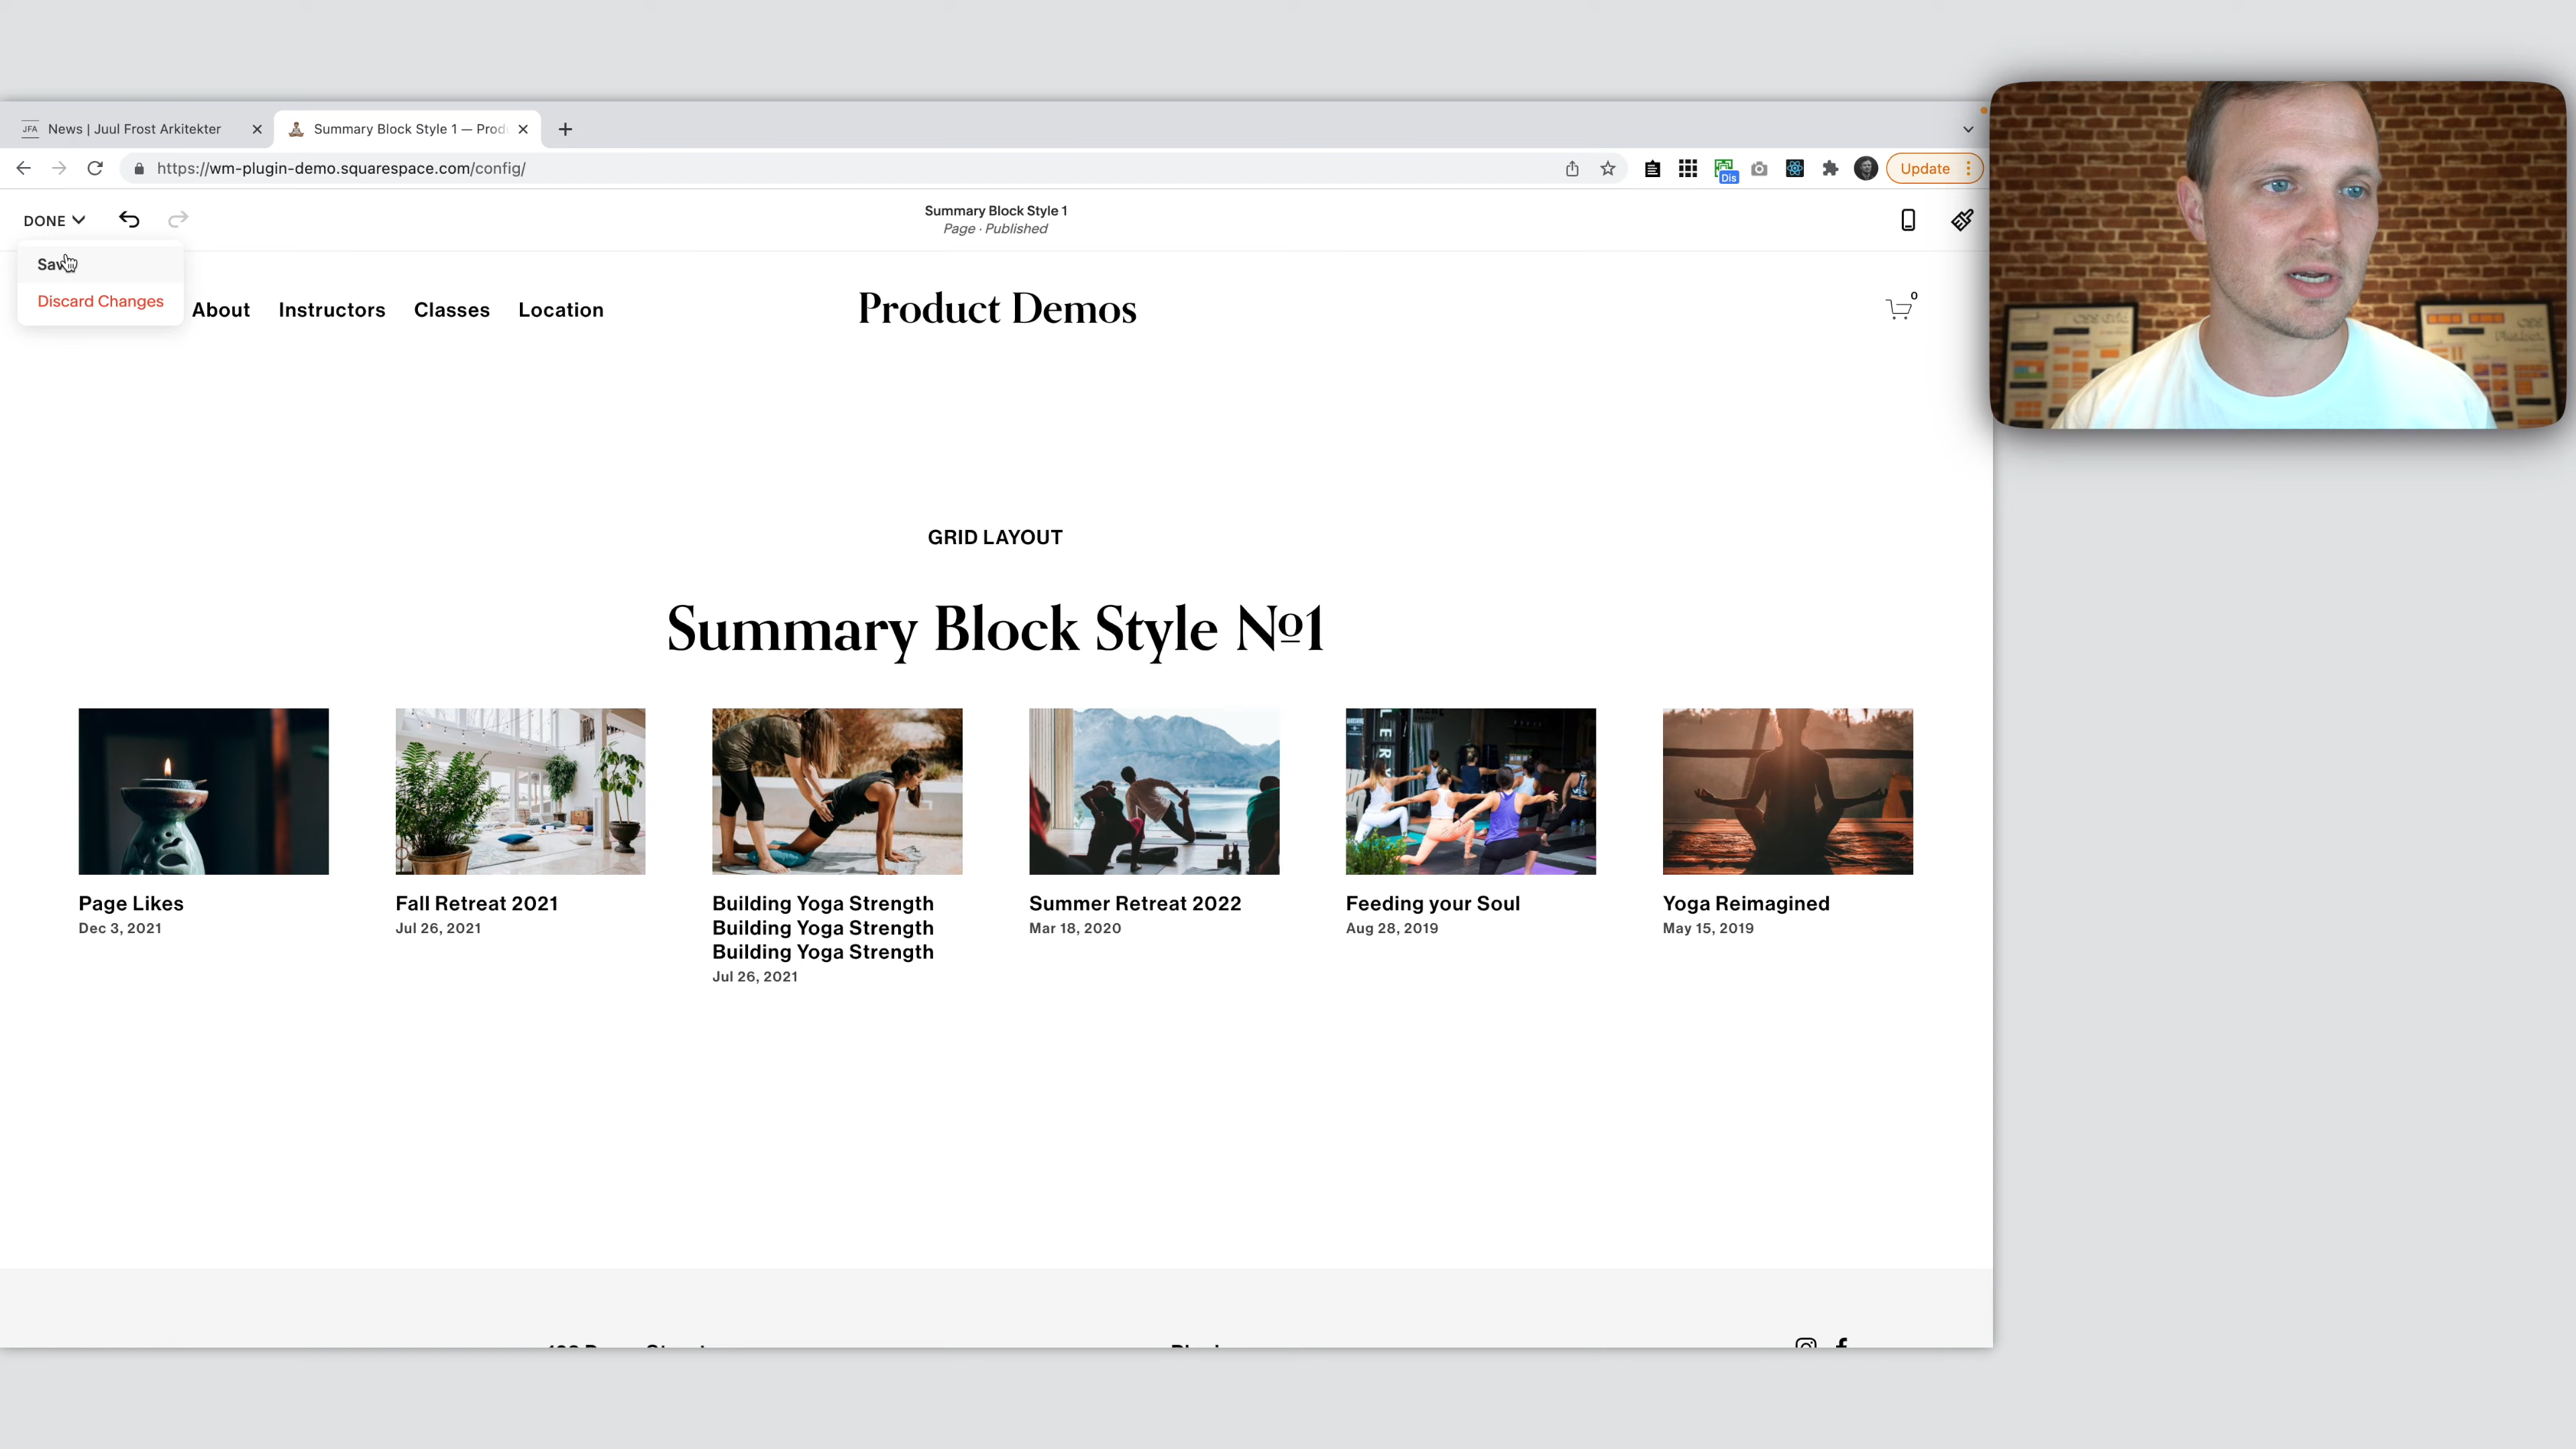 JFA News | Juul Frost Arkitekter
Summary Block Style 1 — Prod
https://wm-plugin-demo.squarespace.com/config/
Dis
Update
DONE
Summary Block Style 1
Page · Published
Discard Changes
About Instructors Classes Location
Product Demos
0
GRID LAYOUT
Summary Block Style №1
Page Likes
Dec 3, 2021
Fall Retreat 2021
Jul 26, 2021
Building Yoga Strength
Building Yoga Strength
Building Yoga Strength
Jul 26, 2021
Summer Retreat 2022
Mar 18, 2020
Feeding your Soul
Aug 28, 2019
Yoga Reimagined
May 15, 2019